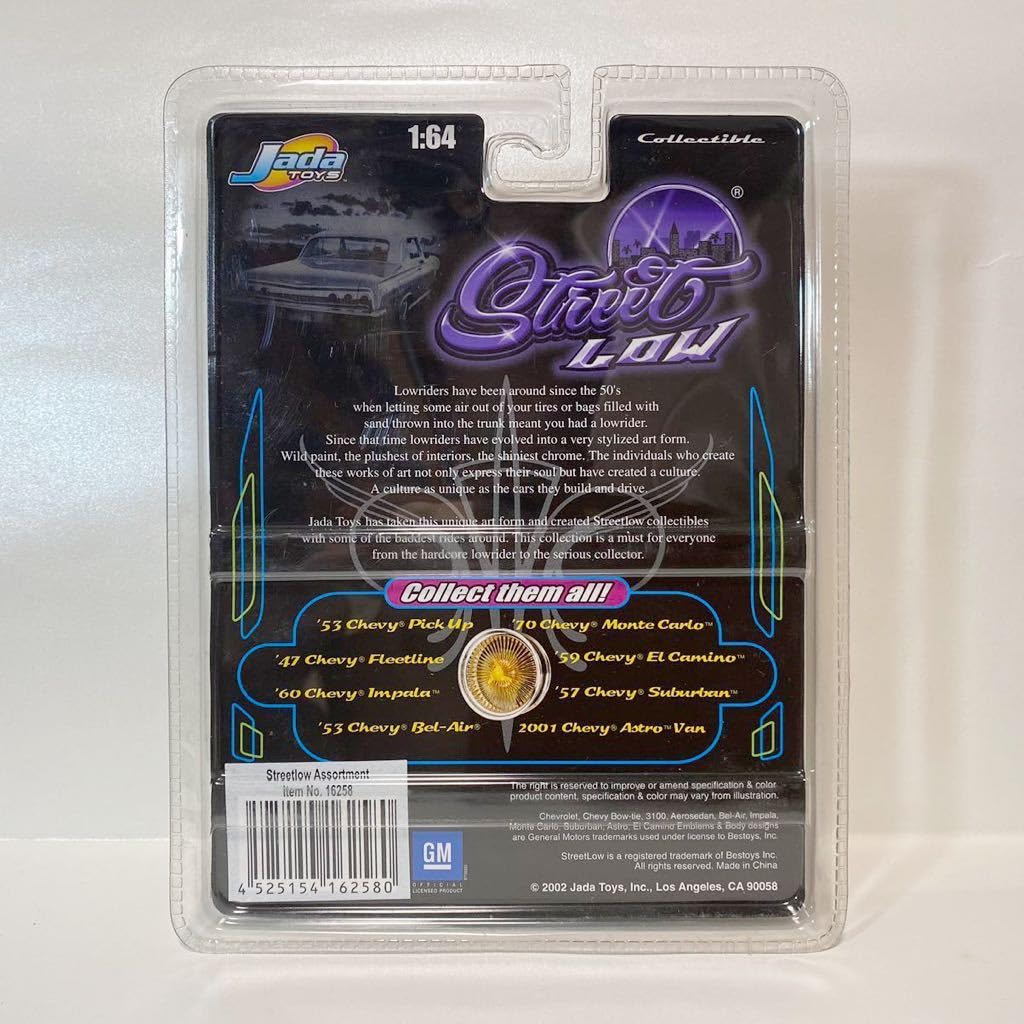 Jada
TOYS™
1:64
Collectible
®
Street
LOW
Lowriders have been around since the 50's
when letting some air out of your tires or bags filled with
sand thrown into the trunk meant you had a lowrider.
Since that time lowriders have evolved into a very stylized art form.
Wild paint, the plushest of interiors, the shiniest chrome. The individuals who create
these works of art not only express their soul but have created a culture.
A culture as unique as the cars they build and drive.
Jada Toys has taken this unique art form and created Streetlow collectibles
with some of the baddest rides around. This collection is a must for everyone
from the hardcore lowrider to the serious collector.
Collect them all!
'53 Chevy® Pick Up '70 Chevy® Monte Carlo™
'47 Chevy® Fleetline '59 Chevy® El Camino™
'60 Chevy® Impala™ '57 Chevy® Suburban™
'53 Chevy® Bel-Air® 2001 Chevy® Astro™ Van
Streetlow Assortment
Item No. 16258
4 525154 162580
GM
OFFICIAL
LICENSED PRODUCT
The right is reserved to improve or amend specification & color
product content, specification & color may vary from illustration.
Chevrolet, Chevy Bow-tie, 3100, Aerosedan, Bel-Air, Impala,
Monte Carlo, Suburban, Astro, El Camino Emblems & Body designs
are General Motors trademarks used under license to Bestoys, Inc.
StreetLow is a registered trademark of Bestoys Inc.
All rights reserved. Made in China
© 2002 Jada Toys, Inc., Los Angeles, CA 90058